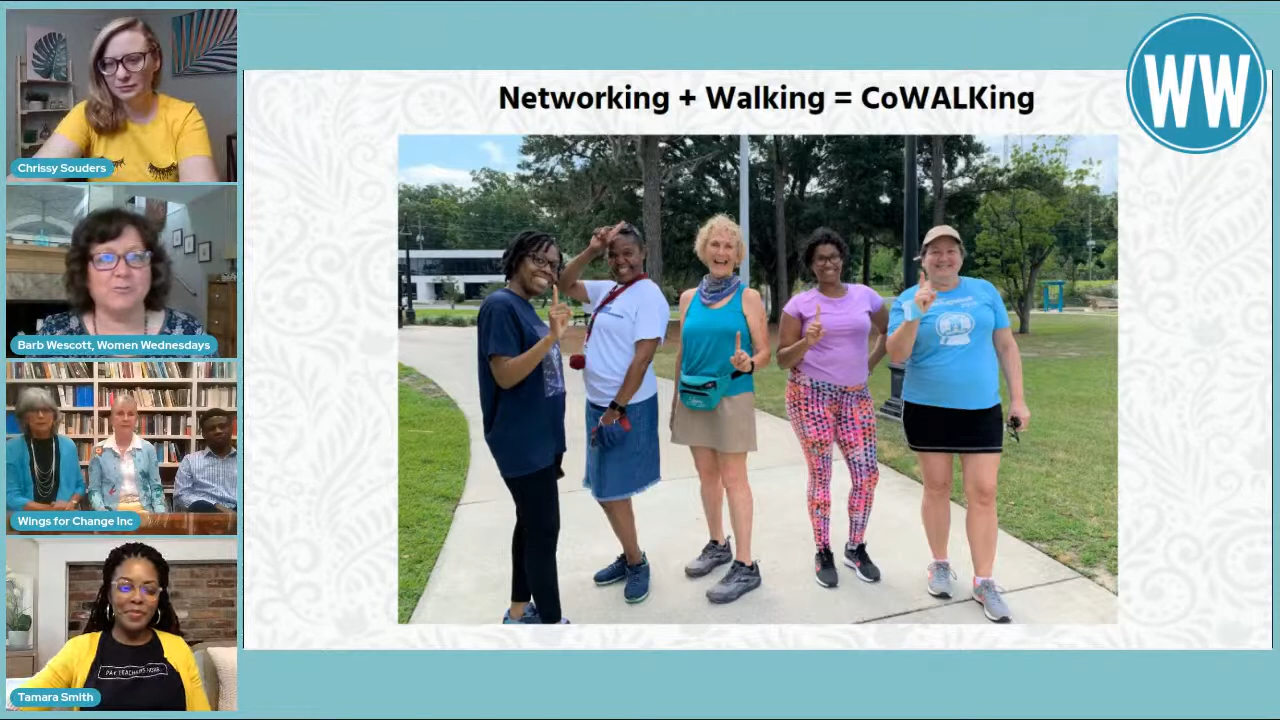 Networking + Walking = CoWALKing
WW
Chrissy Souders
Barb Wescott, Women Wednesdays
Wings for Change Inc
PAY TEACHERS MORE.
Tamara Smith